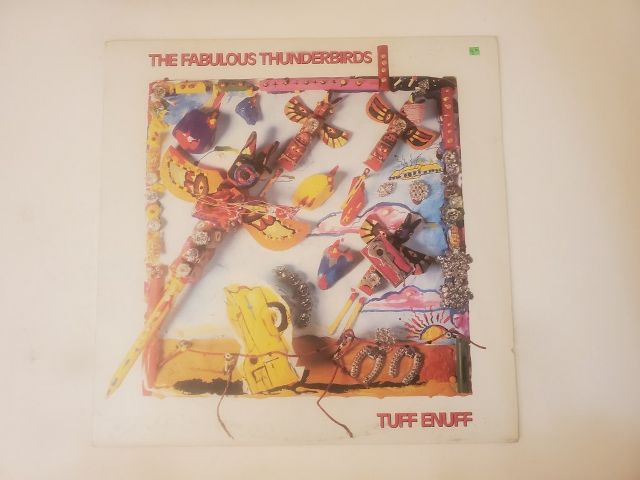 THE FABULOUS THUNDERBIRDS
TUFF ENUFF